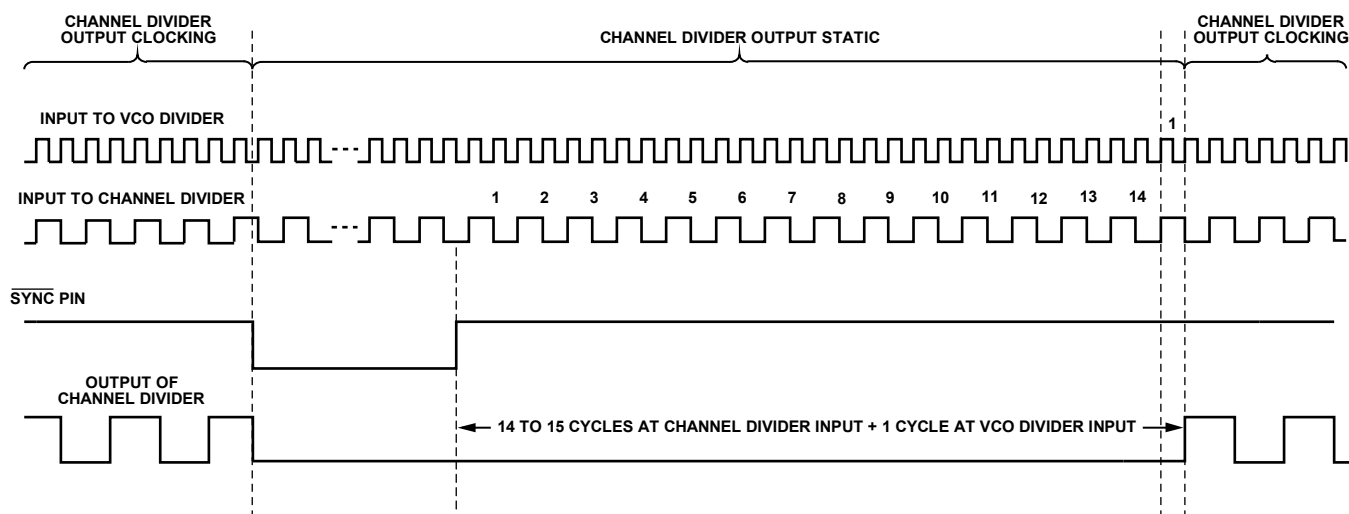 CHANNEL DIVIDER
OUTPUT CLOCKING
CHANNEL DIVIDER OUTPUT STATIC
CHANNEL DIVIDER
OUTPUT CLOCKING
INPUT TO VCO DIVIDER
1
INPUT TO CHANNEL DIVIDER
1 2 3 4 5 6 7 8 9 10 11 12 13 14
SYNC PIN
OUTPUT OF
CHANNEL DIVIDER
14 TO 15 CYCLES AT CHANNEL DIVIDER INPUT + 1 CYCLE AT VCO DIVIDER INPUT